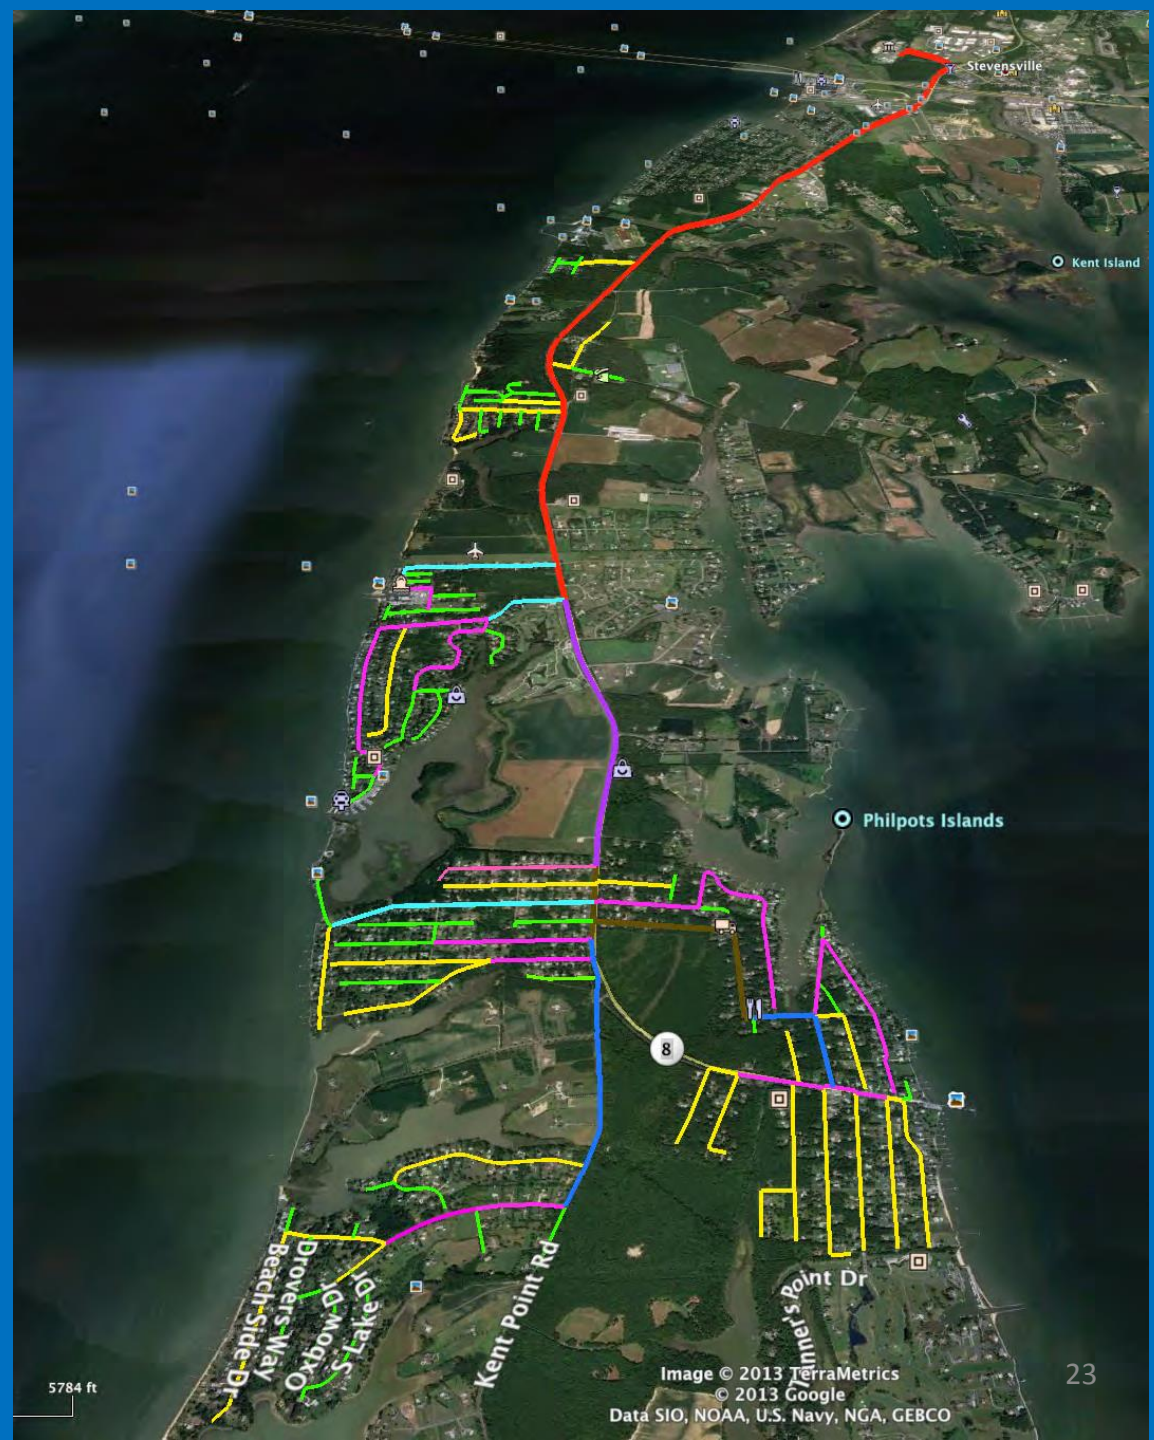 Stevensville
Kent Island
Philpots Islands
8
Beach Side Dr
Drovers Way
Oxbow Dr
S Lake Dr
Kent Point Rd
Tanner's Point Dr
5784 ft
Image © 2013 TerraMetrics
© 2013 Google
Data SIO, NOAA, U.S. Navy, NGA, GEBCO
23